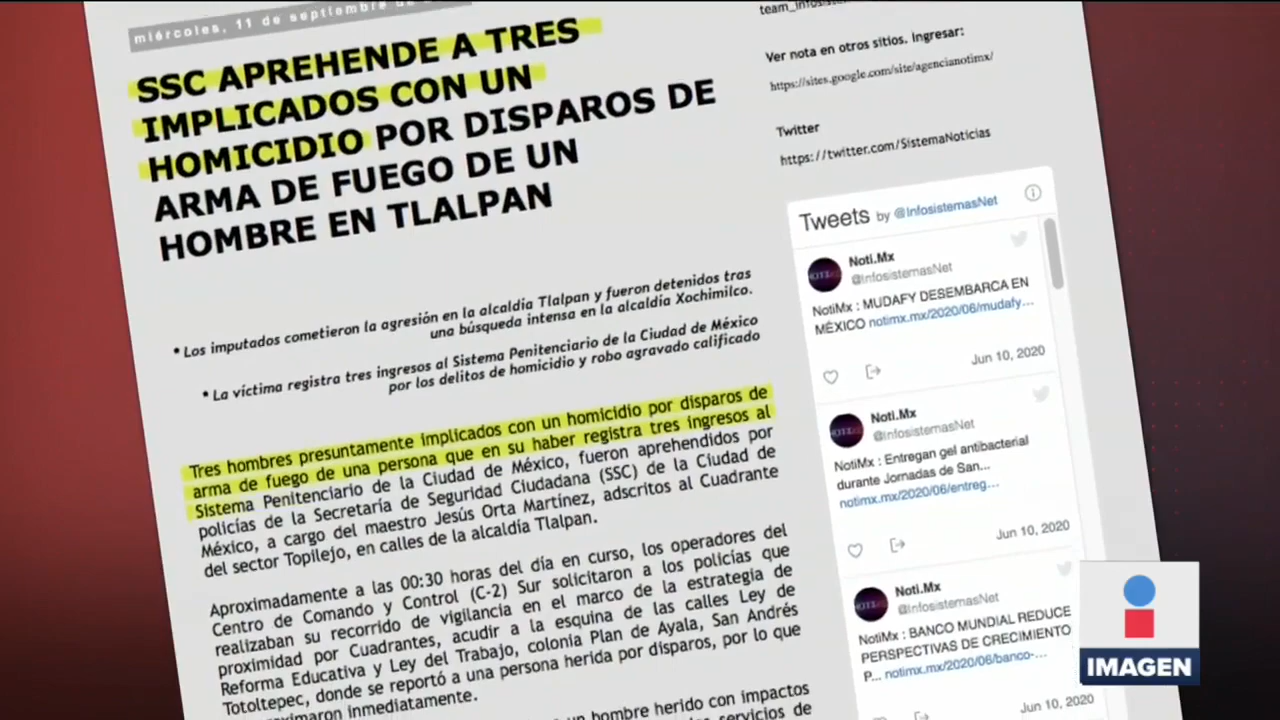 miércoles, 11 de septiembre de
SSC APREHENDE A TRES
IMPLICADOS CON UN
HOMICIDIO POR DISPAROS DE
ARMA DE FUEGO DE UN
HOMBRE EN TLALPAN
* Los imputados cometieron la agresión en la alcaldía Tlalpan y fueron detenidos tras
una búsqueda intensa en la alcaldía Xochimilco.
* La víctima registra tres ingresos al Sistema Penitenciario de la Ciudad de México
por los delitos de homicidio y robo agravado calificado
Tres hombres presuntamente implicados con un homicidio por disparos de
arma de fuego de una persona que en su haber registra tres ingresos al
Sistema Penitenciario de la Ciudad de México, fueron aprehendidos por
policías de la Secretaría de Seguridad Ciudadana (SSC) de la Ciudad de
México, a cargo del maestro Jesús Orta Martínez, adscritos al Cuadrante
del sector Topilejo, en calles de la alcaldía Tlalpan.
Aproximadamente a las 00:30 horas del día en curso, los operadores del
Centro de Comando y Control (C-2) Sur solicitaron a los policías que
realizaban su recorrido de vigilancia en el marco de la estrategia de
proximidad por Cuadrantes, acudir a la esquina de las calles Ley de
Reforma Educativa y Ley del Trabajo, colonia Plan de Ayala, San Andrés
Totoltepec, donde se reportó a una persona herida por disparos, por lo que
inmediatamente.
un hombre herido con impactos
servicios de
Ver nota en otros sitios. Ingresar:
https://sites.google.com/site/agencianotimx/
Twitter
https://twitter.com/SistemaNoticias
Tweets by @InfosistemasNet
Noti.Mx
@InfosistemasNet
NotiMx : MUDAFY DESEMBARCA EN
MÉXICO notimx.mx/2020/06/mudafy…
Jun 10, 2020
Noti.Mx
@InfosistemasNet
NotiMx : Entregan gel antibacterial
durante Jornadas de San...
notimx.mx/2020/06/entreg…
Jun 10, 2020
Noti.Mx
@InfosistemasNet
NotiMx : BANCO MUNDIAL REDUCE
PERSPECTIVAS DE CRECIMIENTO
P... notimx.mx/2020/06/banco-…
Jun 10, 2020
IMAGEN